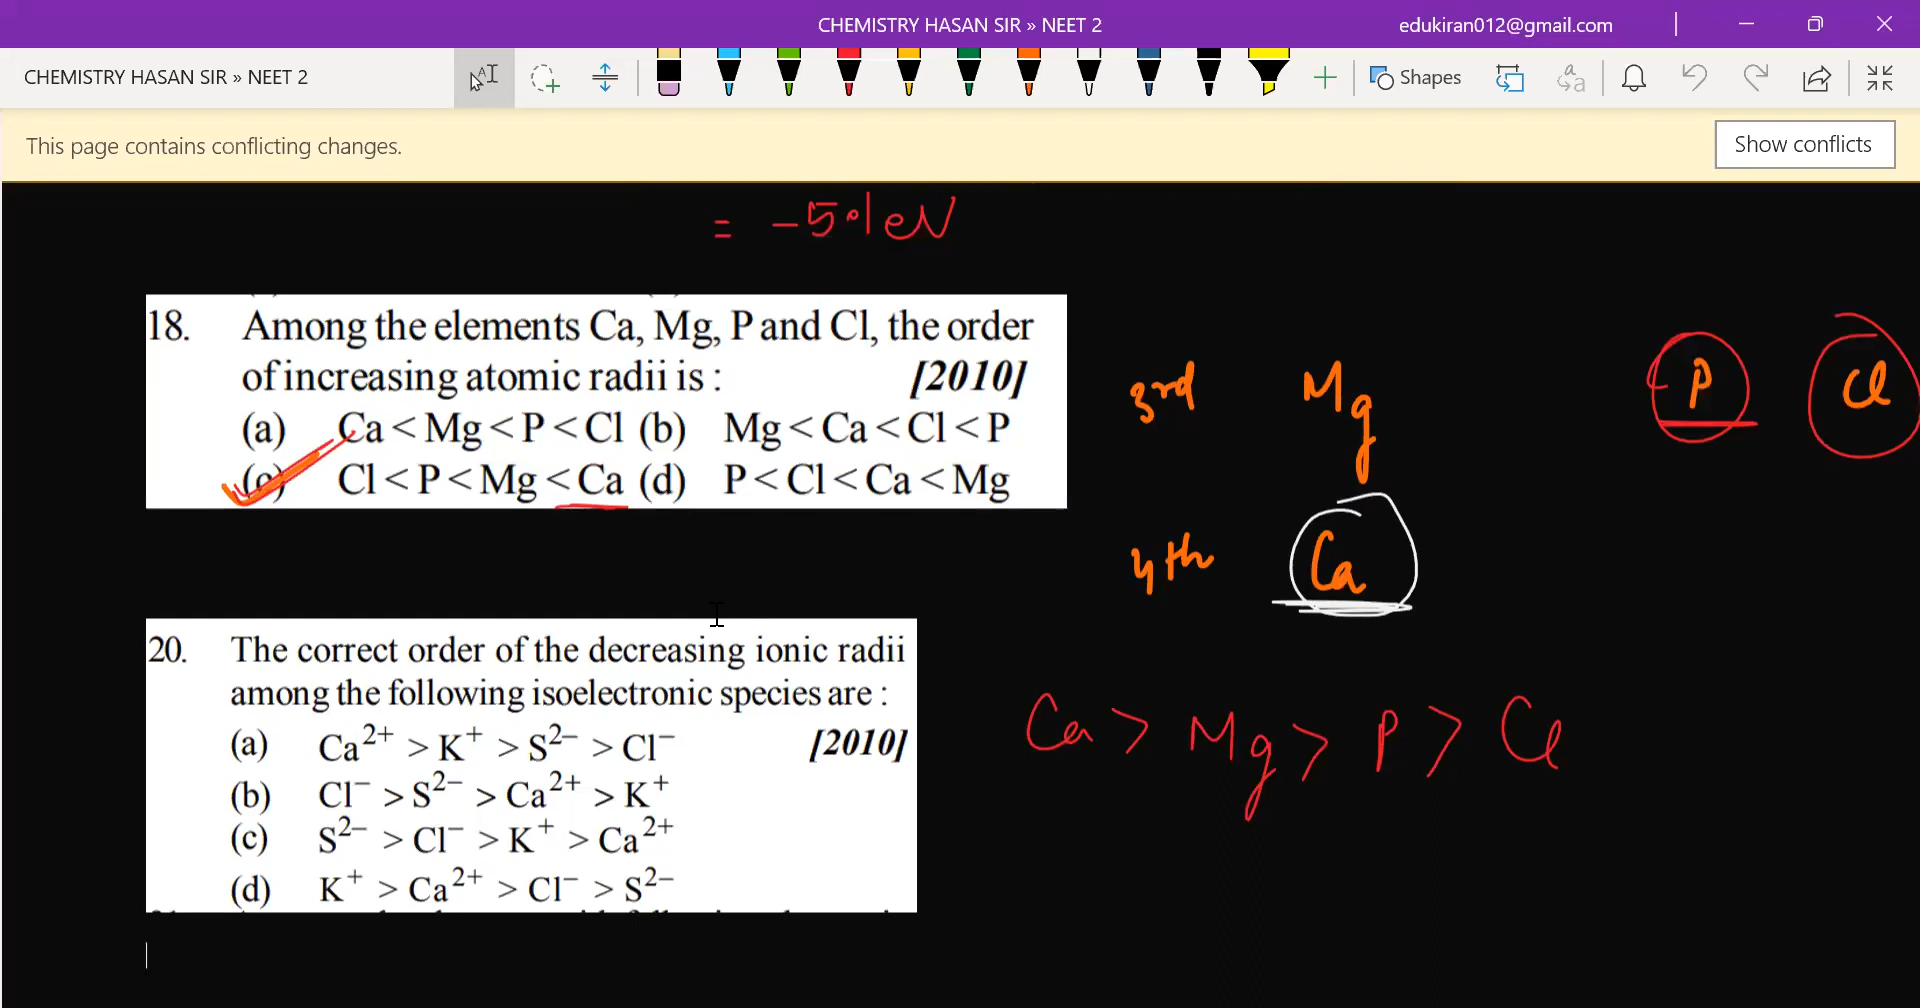 CHEMISTRY HASAN SIR » NEET 2
edukiran012@gmail.com
CHEMISTRY HASAN SIR » NEET 2
Shapes
This page contains conflicting changes.
Show conflicts
= -5.1 eV
18. Among the elements Ca, Mg, P and Cl, the order
of increasing atomic radii is : [2010]
(a) Ca < Mg < P < Cl (b) Mg < Ca < Cl < P
(c) Cl < P < Mg < Ca (d) P < Cl < Ca < Mg
3rd Mg P Cl
4th Ca
20. The correct order of the decreasing ionic radii
among the following isoelectronic species are :
(a) Ca²⁺ > K⁺ > S²⁻ > Cl⁻ [2010]
(b) Cl⁻ > S²⁻ > Ca²⁺ > K⁺
(c) S²⁻ > Cl⁻ > K⁺ > Ca²⁺
(d) K⁺ > Ca²⁺ > Cl⁻ > S²⁻
Ca > Mg > P > Cl